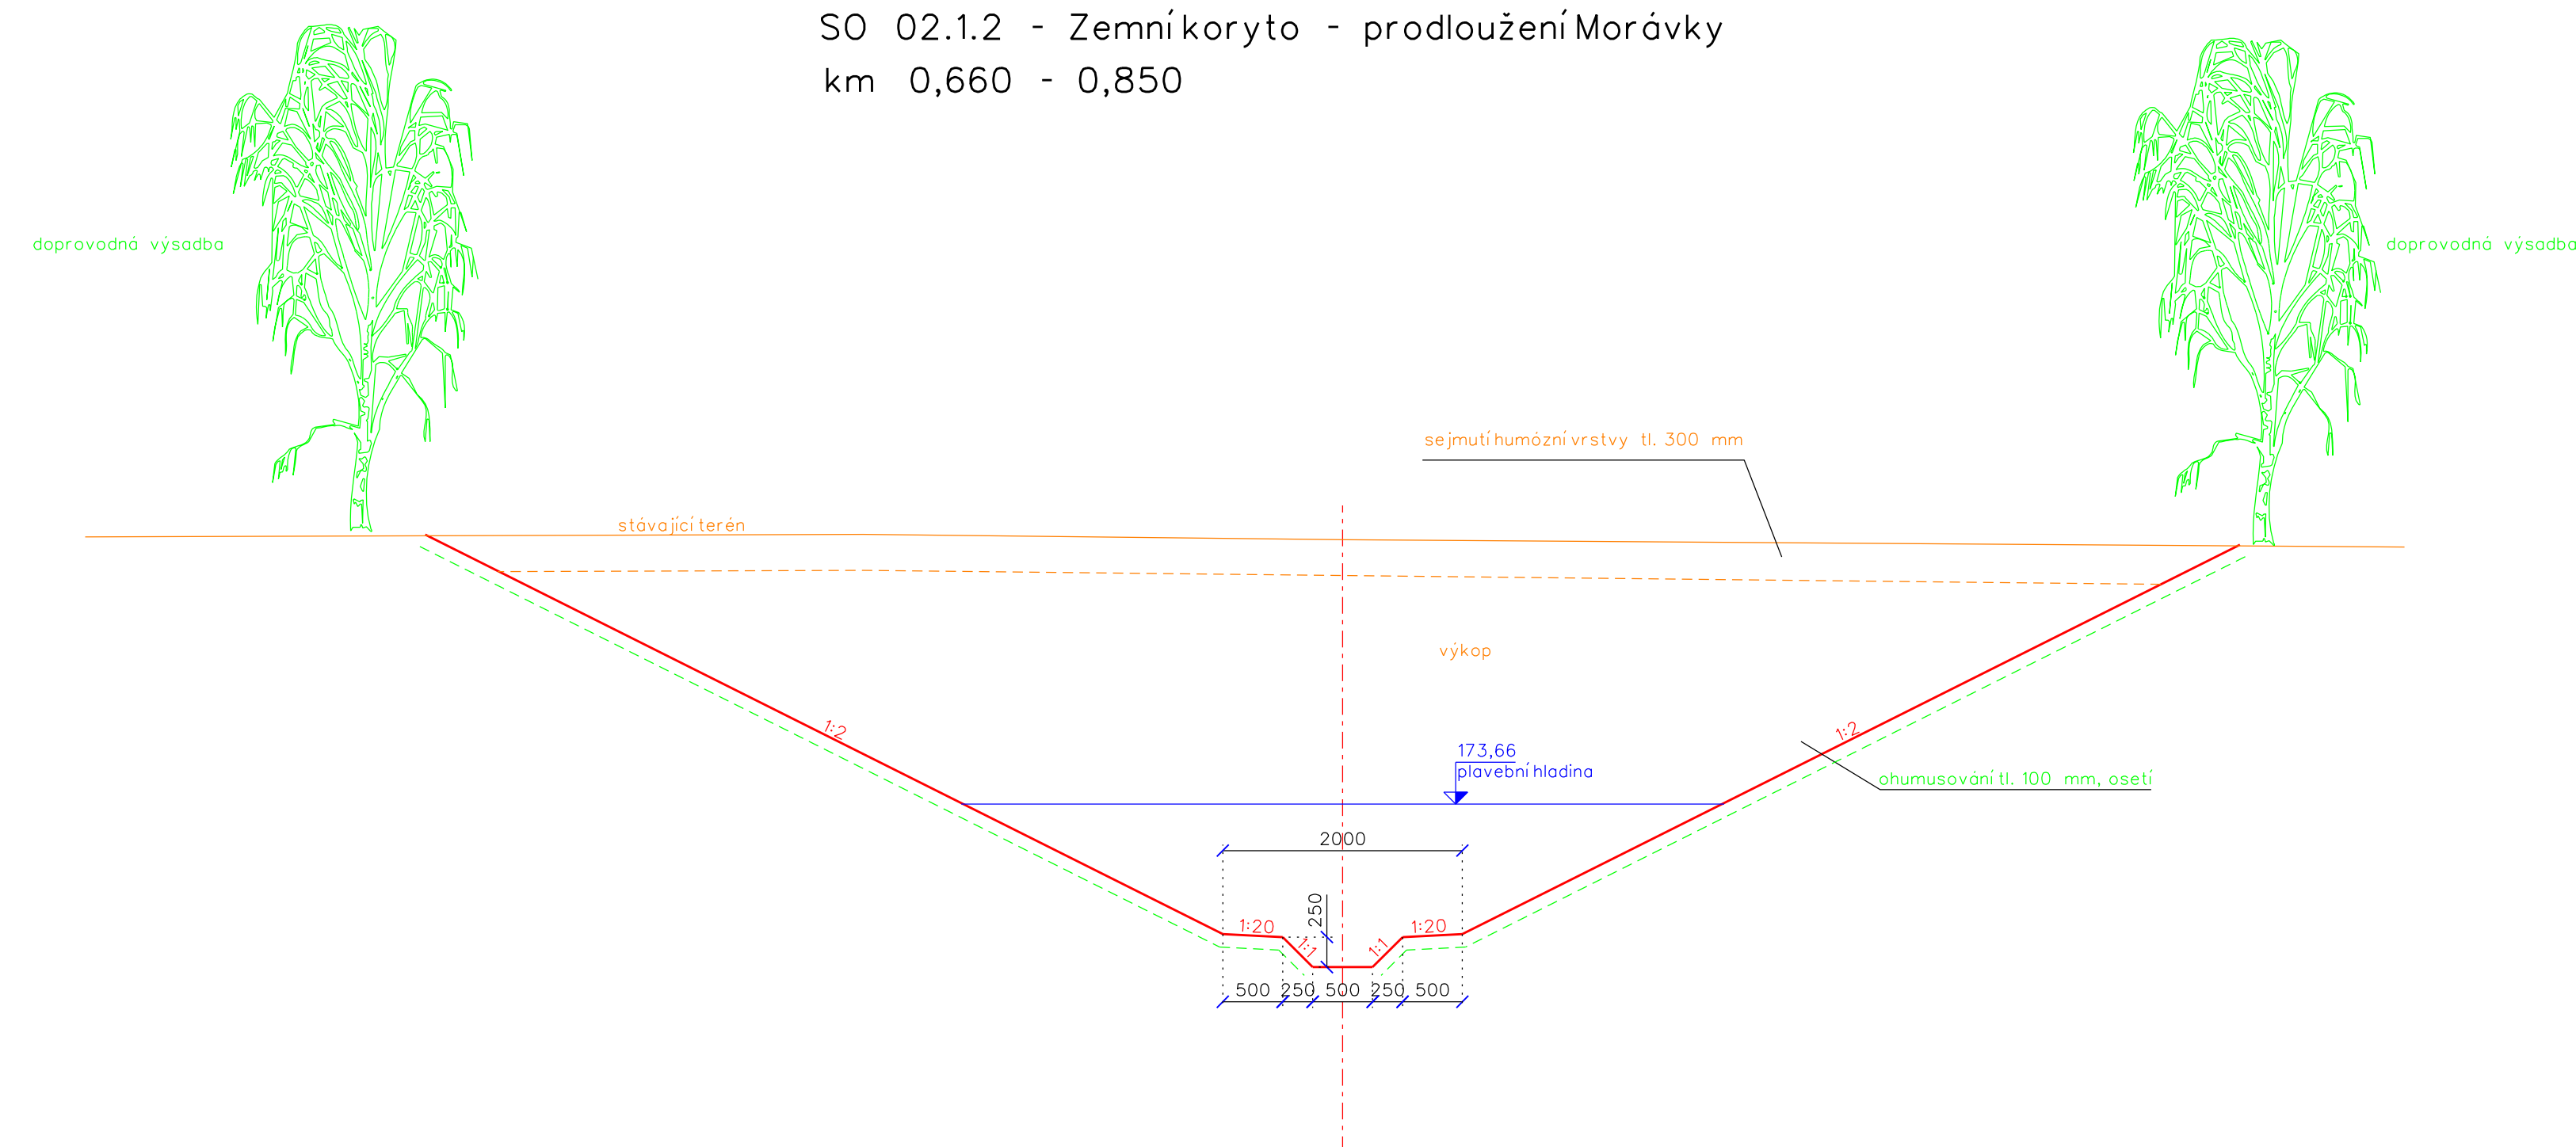 SO 02.1.2 - Zemní koryto - prodloužení Morávky
km 0,660 - 0,850
doprovodná výsadba
doprovodná výsadba
sejmutí humózní vrstvy tl. 300 mm
stávající terén
výkop
1:2
1:2
173,66
plavební hladina
ohumusování tl. 100 mm, osetí
2000
250
1:20
1:1
1:1
1:20
500 250 500 250 500